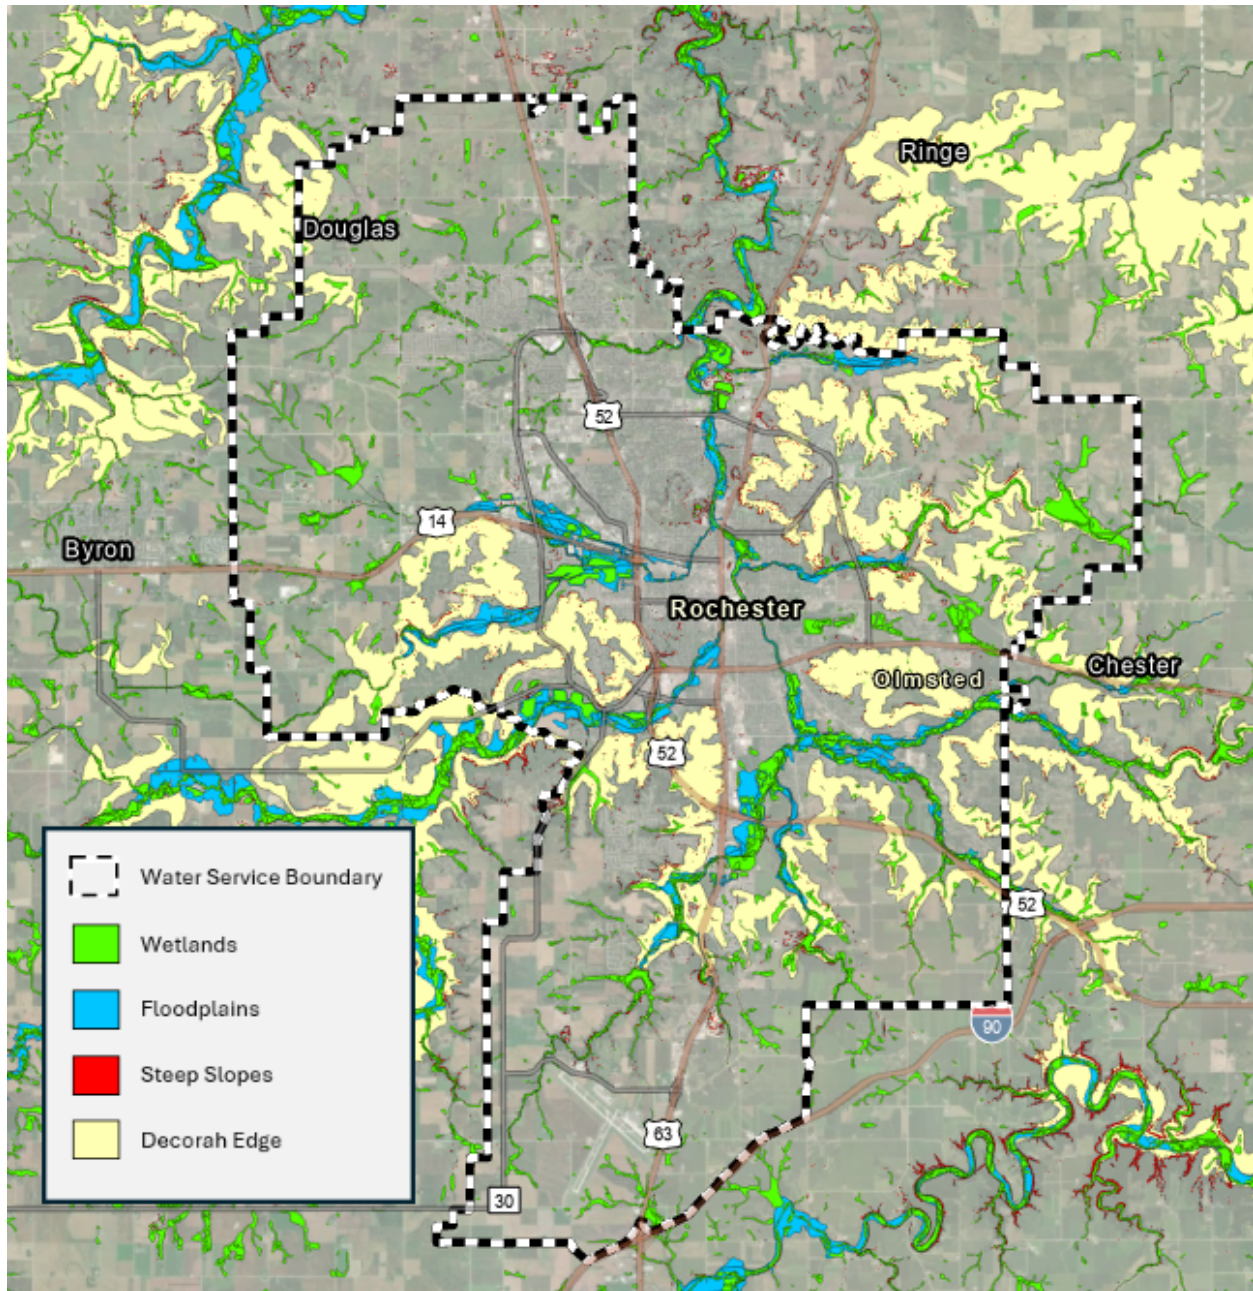 Ringe
Douglas
52
14
Byron
Rochester
Chester
Olmsted
52
52
90
63
30
Water Service Boundary
Wetlands
Floodplains
Steep Slopes
Decorah Edge